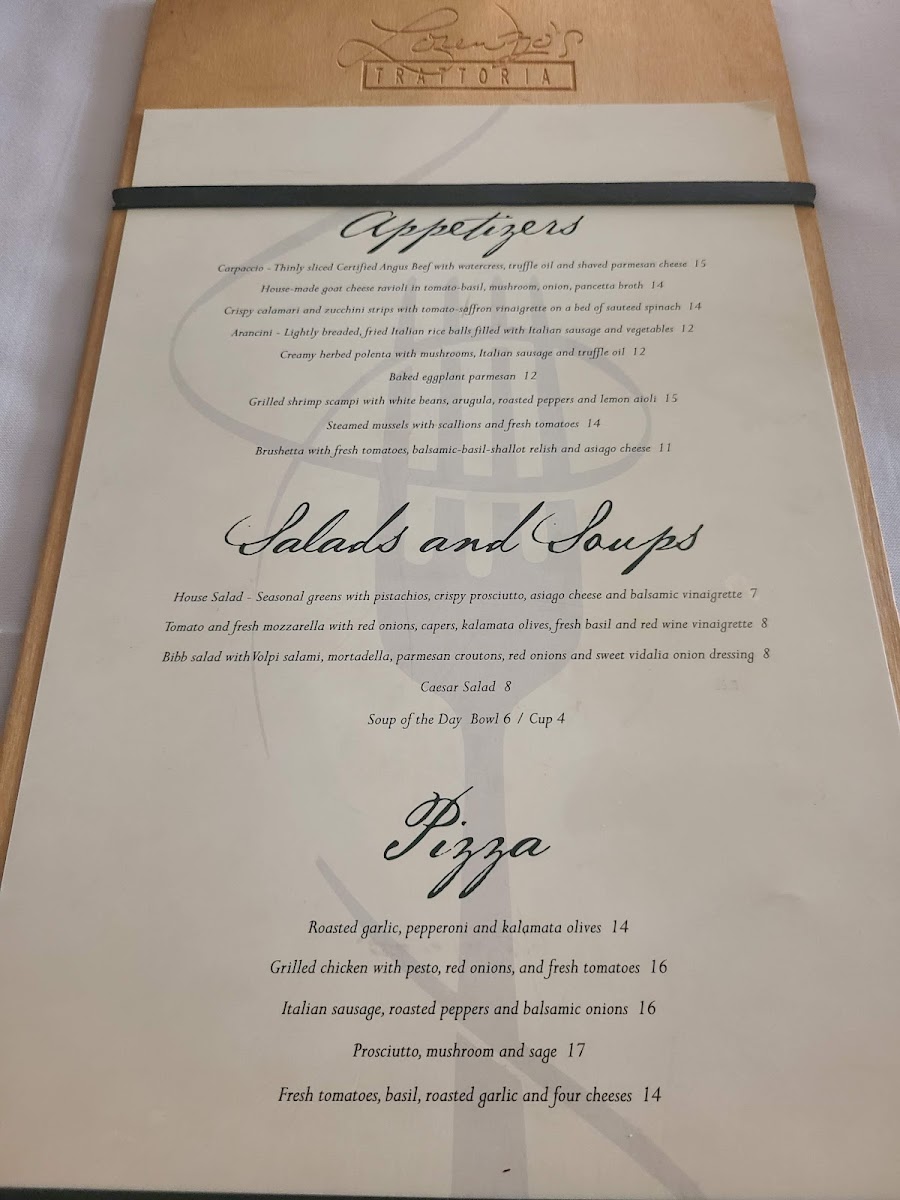 Lorenzo's
TRATTORIA
Appetizers
Carpaccio - Thinly sliced Certified Angus Beef with watercress, truffle oil and shaved parmesan cheese 15
House-made goat cheese ravioli in tomato-basil, mushroom, onion, pancetta broth 14
Crispy calamari and zucchini strips with tomato-saffron vinaigrette on a bed of sauteed spinach 14
Arancini - Lightly breaded, fried Italian rice balls filled with Italian sausage and vegetables 12
Creamy herbed polenta with mushrooms, Italian sausage and truffle oil 12
Baked eggplant parmesan 12
Grilled shrimp scampi with white beans, arugula, roasted peppers and lemon aioli 15
Steamed mussels with scallions and fresh tomatoes 14
Brushetta with fresh tomatoes, balsamic-basil-shallot relish and asiago cheese 11
Salads and Soups
House Salad - Seasonal greens with pistachios, crispy prosciutto, asiago cheese and balsamic vinaigrette 7
Tomato and fresh mozzarella with red onions, capers, kalamata olives, fresh basil and red wine vinaigrette 8
Bibb salad with Volpi salami, mortadella, parmesan croutons, red onions and sweet vidalia onion dressing 8
Caesar Salad 8
Soup of the Day Bowl 6 / Cup 4
Pizza
Roasted garlic, pepperoni and kalamata olives 14
Grilled chicken with pesto, red onions, and fresh tomatoes 16
Italian sausage, roasted peppers and balsamic onions 16
Prosciutto, mushroom and sage 17
Fresh tomatoes, basil, roasted garlic and four cheeses 14